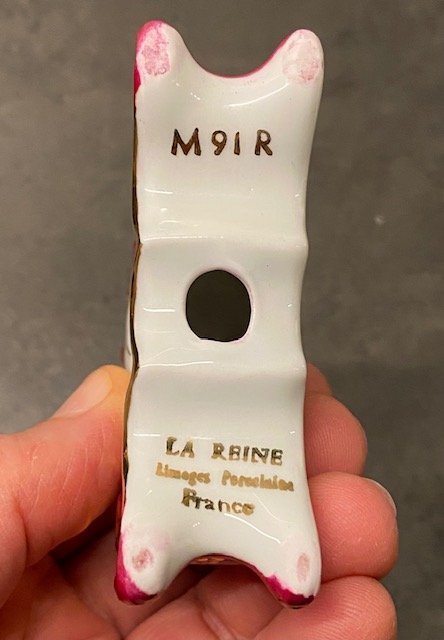 M91R
LA REINE
Limoges Porcelaine
France